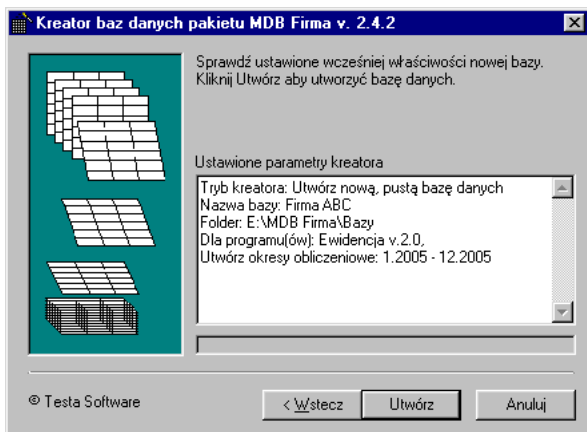 Kreator baz danych pakietu MDB Firma v. 2.4.2
Sprawdź ustawione wcześniej właściwości nowej bazy.
Kliknij Utwórz aby utworzyć bazę danych.
Ustawione parametry kreatora
Tryb kreatora: Utwórz nową, pustą bazę danych
Nazwa bazy: Firma ABC
Folder: E:\MDB Firma\Bazy
Dla programu(ów): Ewidencja v.2.0,
Utwórz okresy obliczeniowe: 1.2005 - 12.2005
© Testa Software
< Wstecz
Utwórz
Anuluj